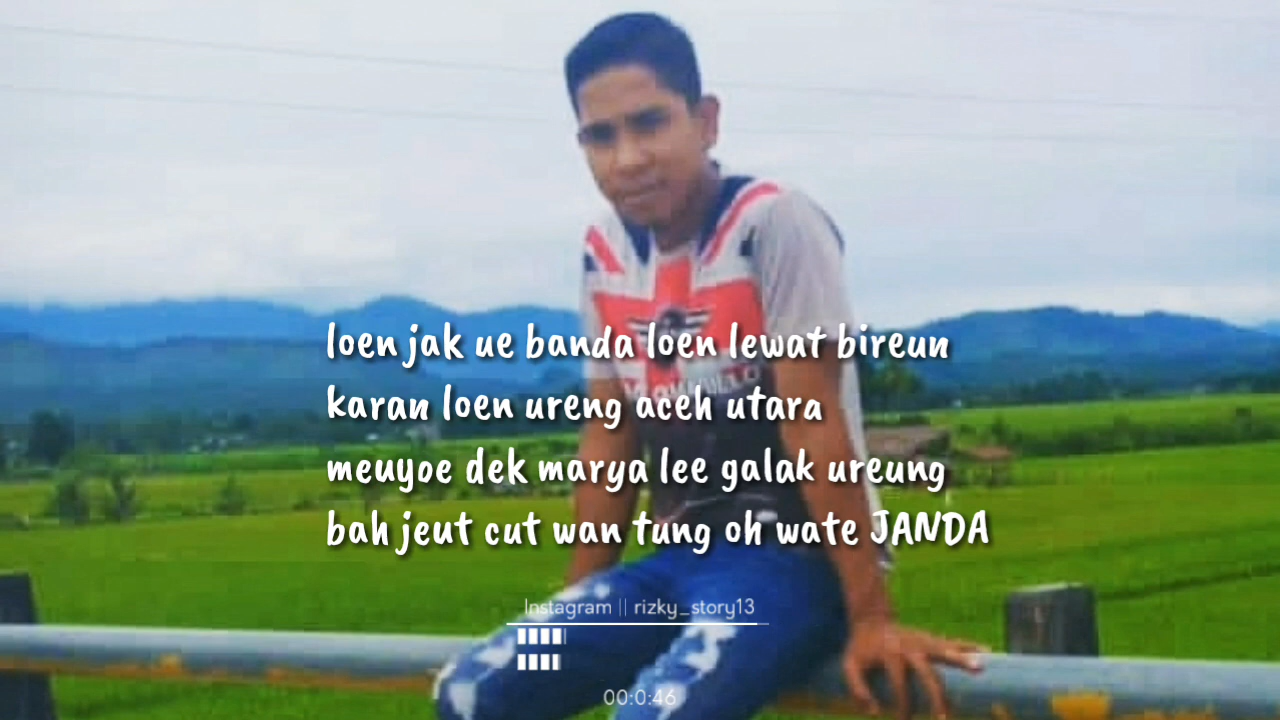 loen jak ue banda loen lewat bireun
karan loen ureng aceh utara
meuyoe dek marya lee galak ureung
bah jeut cut wan tung oh wate JANDA
Instagram || rizky_story13
00:0:46